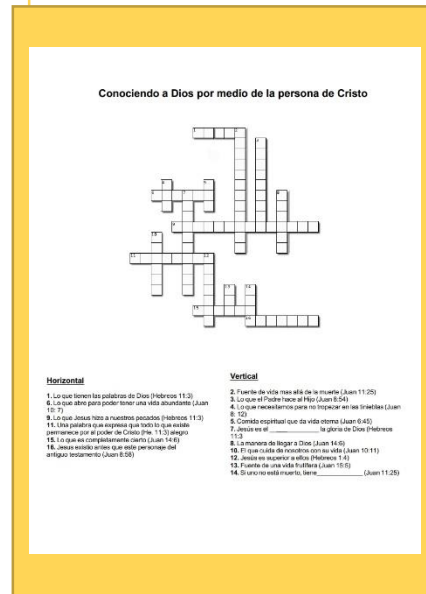 Conociendo a Dios por medio de la persona de Cristo
Horizontal
1. Lo que tienen las palabras de Dios (Hebreos 11:3)
6. Lo que abre para poder tener una vida abundante (Juan
10: 7)
9. Lo que Jesus hizo a nuestros pecados (Hebreos 11:3)
11. Una palabra que expresa que todo lo que existe
permanece por al poder de Cristo (He. 11:3) alegro
15. Lo que es completamente cierto (Juan 14:6)
16. Jesus existio antes que este personaje del
antiguo testamento (Juan 8:58)
Vertical
2. Fuente de vida mas allá de la muerte (Juan 11:25)
3. Lo que el Padre hace al Hijo (Juan 8:54)
4. Lo que necesitamos para no tropezar en las tinieblas (Juan
8: 12)
5. Comida espiritual que da vida eterna (Juan 6:45)
7. Jesús es el ____________ la gloria de Dios (Hebreos
11:3
8. La manera de llegar a Dios (Juan 14:6)
10. El que cuida de nosotros con su vida (Juan 10:11)
12. Jesús es superior a ellos (Hebreos 1:4)
13. Fuente de una vida frutifera (Juan 15:5)
14. Si uno no está muerto, tiene____________ (Juan 11:25)